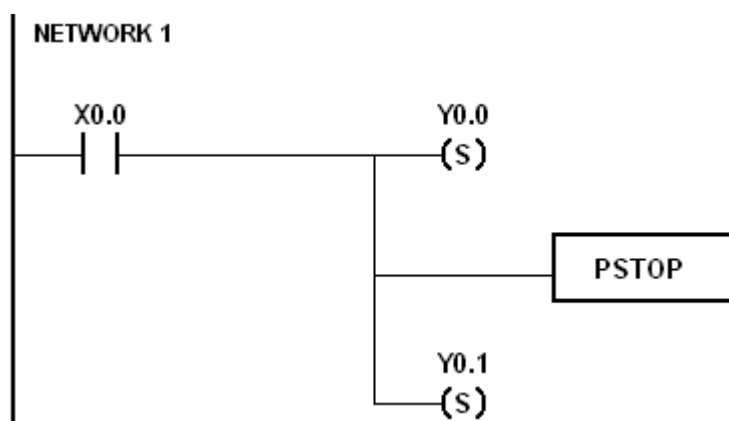 NETWORK 1
X0.0
Y0.0
(S)
PSTOP
Y0.1
(S)